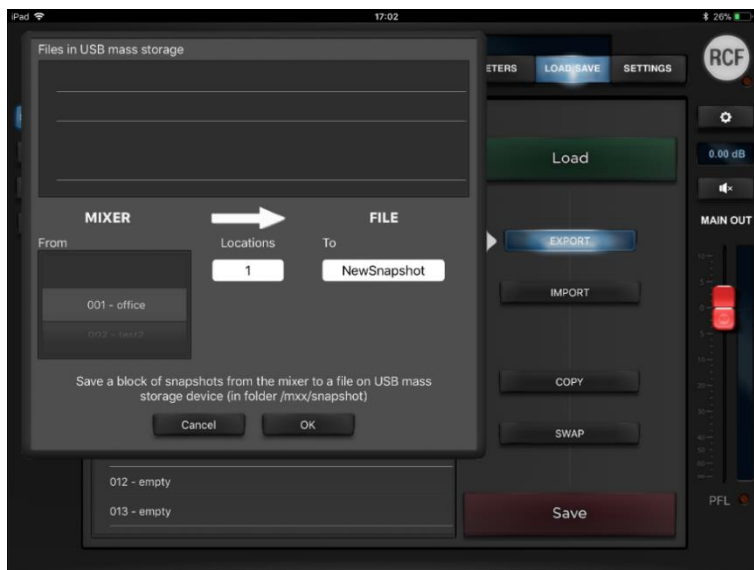 iPad 17:02 26%
Files in USB mass storage
METERS LOAD/SAVE SETTINGS
RCF
Load
0.00 dB
MIXER FILE
MAIN OUT
From Locations To
EXPORT
1 NewSnapshot
IMPORT
001 - office
002 - test2
Save a block of snapshots from the mixer to a file on USB mass
storage device (in folder /mxx/snapshot)
COPY
Cancel OK
SWAP
012 - empty
013 - empty
Save
PFL